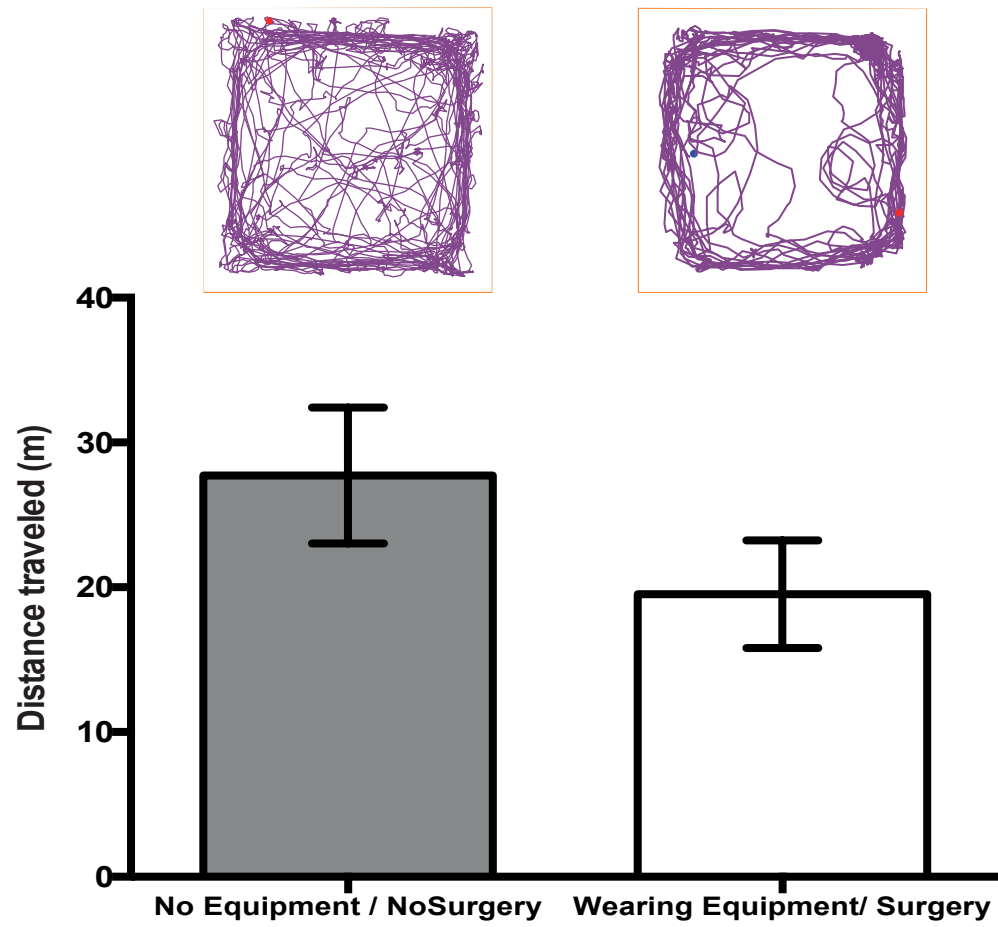 40
30
20
10
0
Distance traveled (m)
No Equipment / NoSurgery
Wearing Equipment/ Surgery